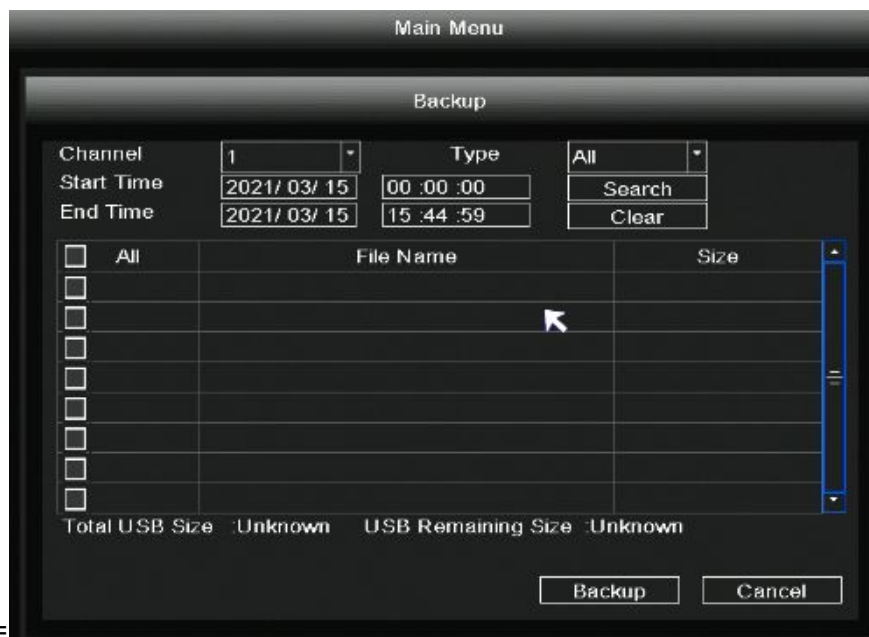 Main Menu
Backup
Channel 1 Type All
Start Time 2021/ 03/ 15 00 :00 :00 Search
End Time 2021/ 03/ 15 15 :44 :59 Clear
All File Name Size
Total USB Size :Unknown USB Remaining Size :Unknown
Backup Cancel